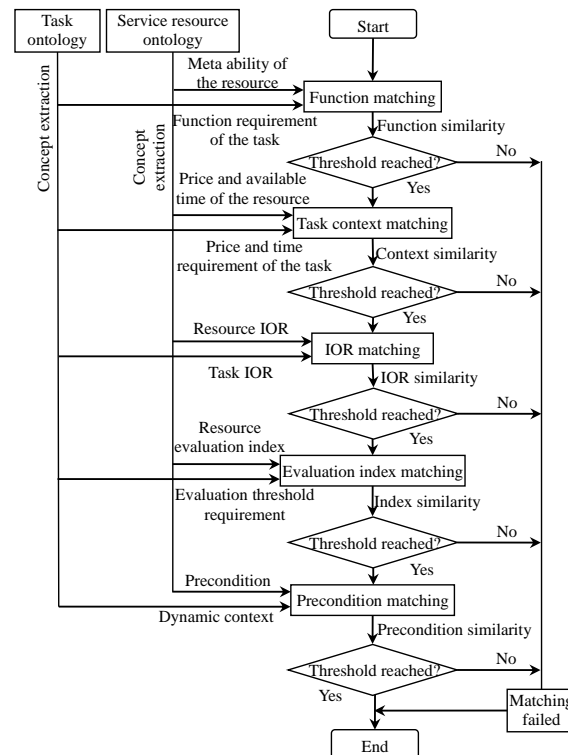 Task
ontology
Service resource
ontology
Start
Meta ability of
the resource
Function matching
Concept extraction
Concept
extraction
Function requirement
of the task
Function similarity
Threshold reached?
No
Yes
Price and available
time of the resource
Task context matching
Price and time
requirement of the task
Context similarity
Threshold reached?
No
Yes
Resource IOR
IOR matching
Task IOR
IOR similarity
Threshold reached?
No
Yes
Resource
evaluation index
Evaluation index matching
Evaluation threshold
requirement
Index similarity
Threshold reached?
No
Yes
Precondition
Precondition matching
Dynamic context
Precondition similarity
Threshold reached?
No
Yes
Matching
failed
End